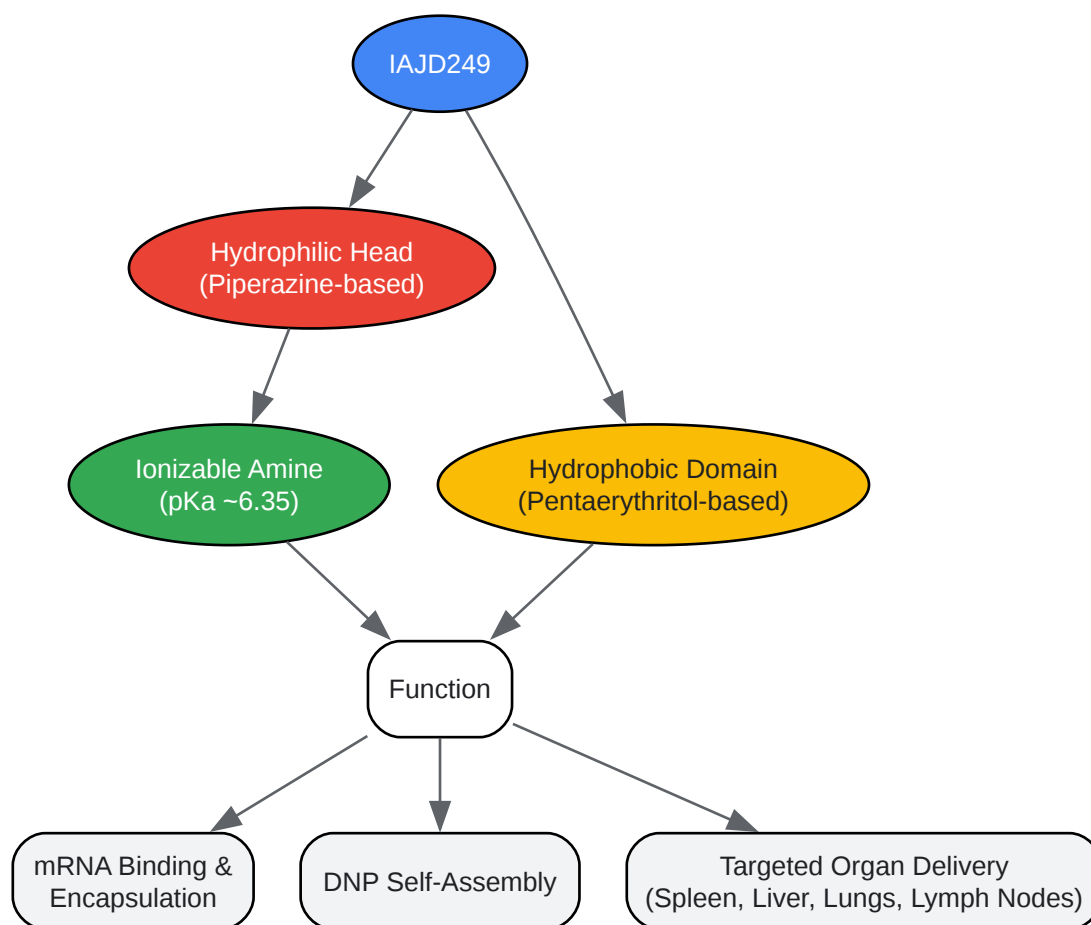 IAJD249
Hydrophilic Head
(Piperazine-based)
Ionizable Amine
(pKa ~6.35)
Hydrophobic Domain
(Pentaerythritol-based)
Function
mRNA Binding &
Encapsulation
DNP Self-Assembly
Targeted Organ Delivery
(Spleen, Liver, Lungs, Lymph Nodes)